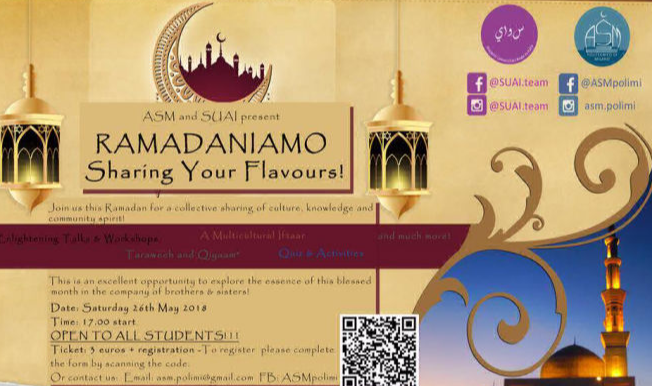 س و اي
ASM
@SUAI.team
@ASMpolimi
@SUAI.team
asm.polimi
ASM and SUAI present
RAMADANIAMO
Sharing Your Flavours!
Join us this Ramadan for a collective sharing of culture, knowledge and
community spirit!
Enlightening Talks & Workshops,
A Multicultural Iftaar
and much more!
Taraweeh and Qiyaam*
Quiz & Activities
This is an excellent opportunity to explore the essence of this blessed
month in the company of brothers & sisters!
Date: Saturday 26th May 2018
Time: 17.00 start
OPEN TO ALL STUDENTS!!!
Ticket: 3 euros + registration -To register please complete
the form by scanning the code.
Or contact us: Email: asm.polimi@gmail.com FB: ASMpolimi